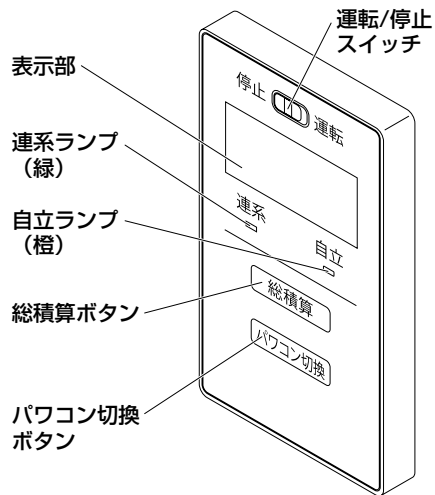 運転/停止
スイッチ
表示部
停止
運転
連系ランプ
（緑）
連系
自立ランプ
（橙）
自立
総積算ボタン
総積算
パワコン切換
パワコン切換
ボタン